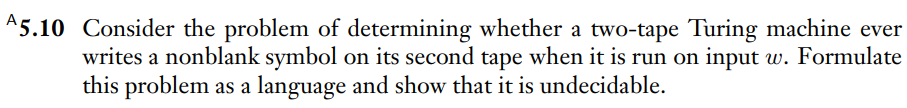 ᴬ5.10 Consider the problem of determining whether a two-tape Turing machine ever
writes a nonblank symbol on its second tape when it is run on input w. Formulate
this problem as a language and show that it is undecidable.